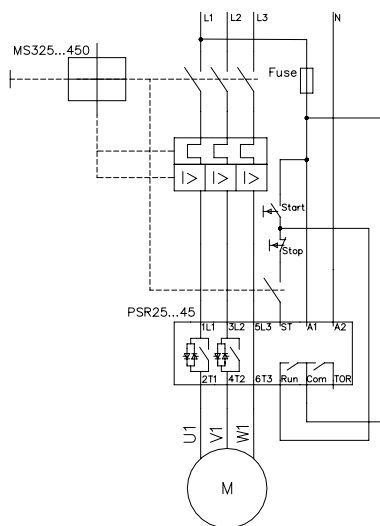 L1 L2 L3 N
MS325...450
Fuse
I> I> I>
Start
Stop
PSR25...45
1L1 3L2 5L3 ST A1 A2
2T1 4T2 6T3 Run Com TOR
U1 V1 W1
M